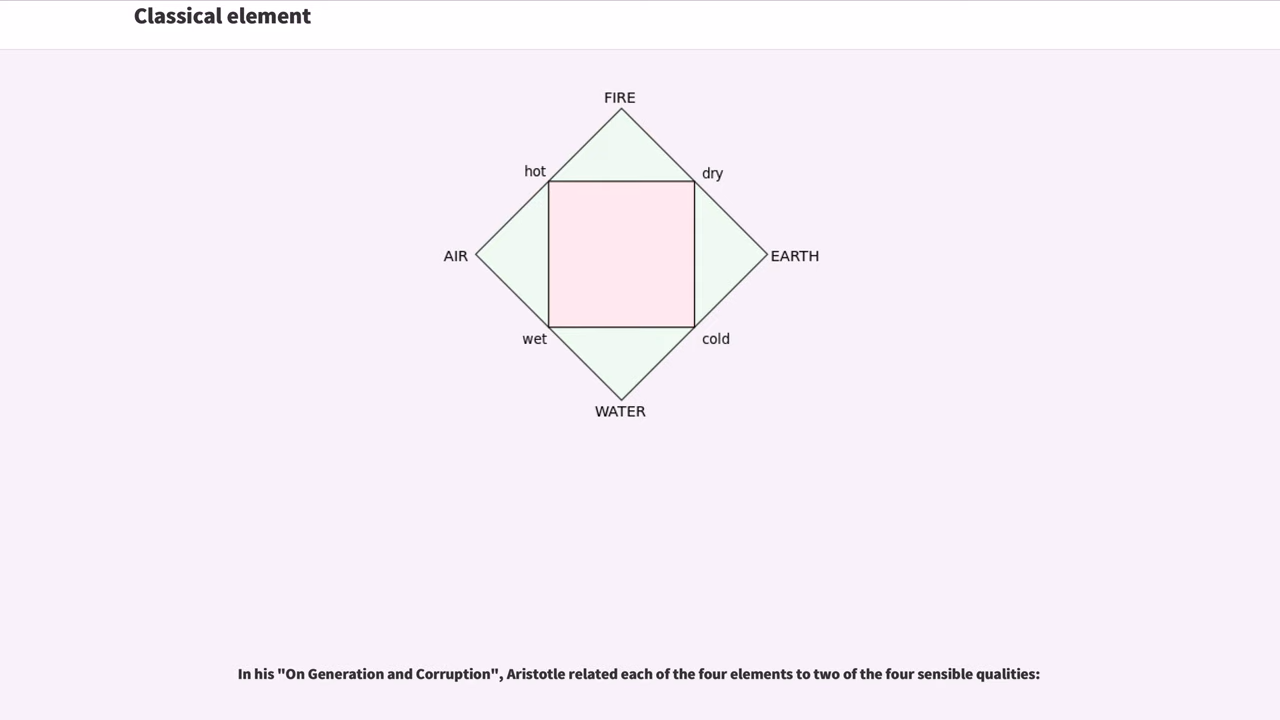 Classical element
FIRE
hot
dry
AIR
EARTH
wet
cold
WATER
In his "On Generation and Corruption", Aristotle related each of the four elements to two of the four sensible qualities: